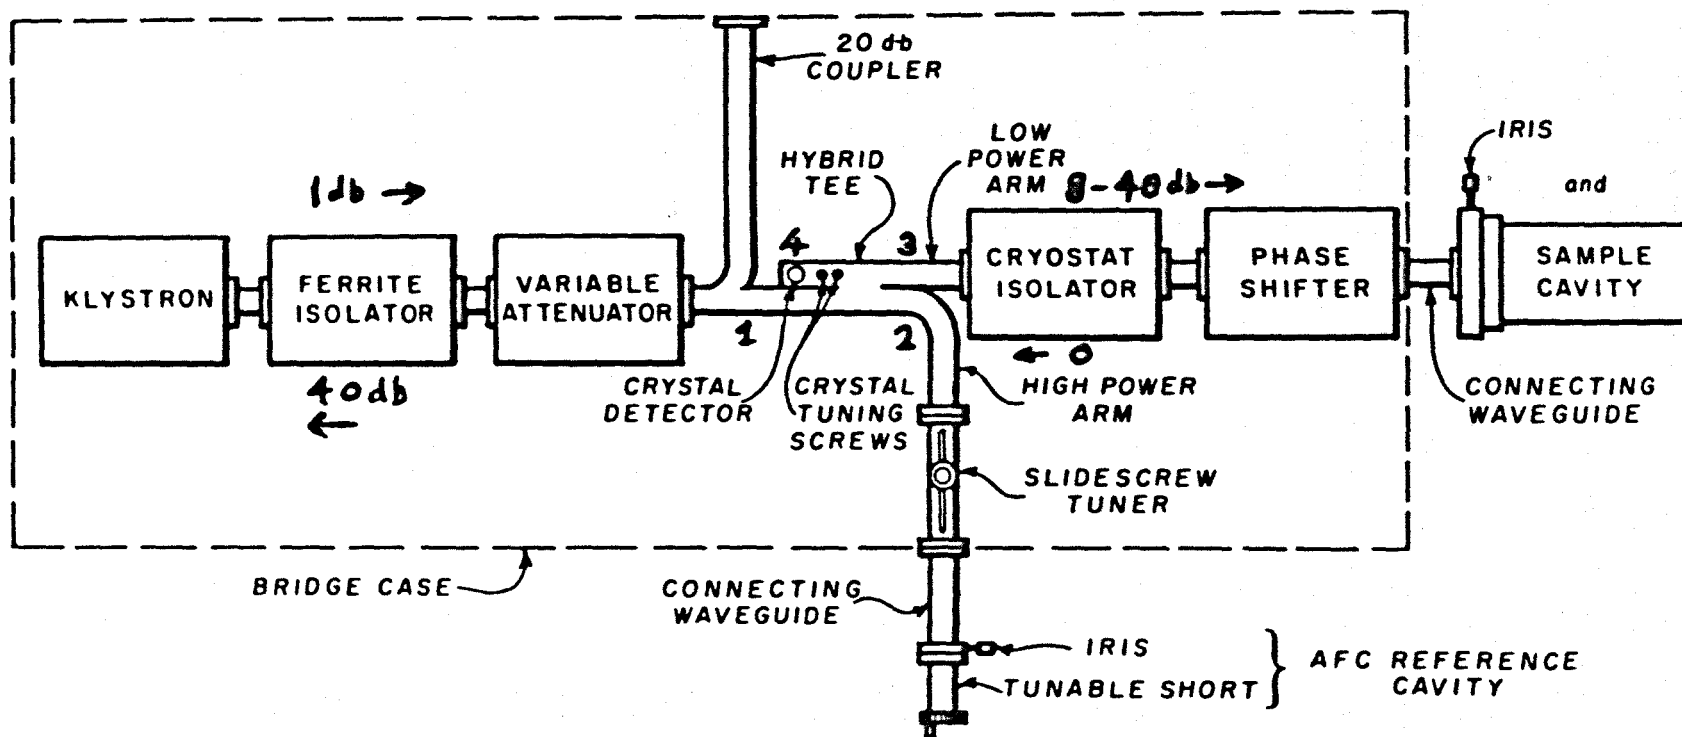 20 db
COUPLER
LOW
POWER
ARM
HYBRID
TEE
IRIS
and
1db →
8-40db→
4
3
KLYSTRON
FERRITE
ISOLATOR
VARIABLE
ATTENUATOR
CRYOSTAT
ISOLATOR
PHASE
SHIFTER
SAMPLE
CAVITY
1
2
← 0
40db
←
CRYSTAL
DETECTOR
CRYSTAL
TUNING
SCREWS
HIGH POWER
ARM
CONNECTING
WAVEGUIDE
SLIDESCREW
TUNER
BRIDGE CASE
CONNECTING
WAVEGUIDE
IRIS
TUNABLE SHORT
AFC REFERENCE
CAVITY